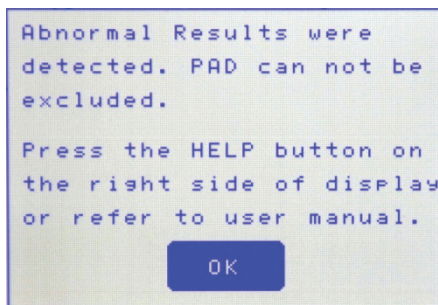 Abnormal Results were
detected. PAD can not be
excluded.
Press the HELP button on
the right side of display
or refer to user manual.
OK